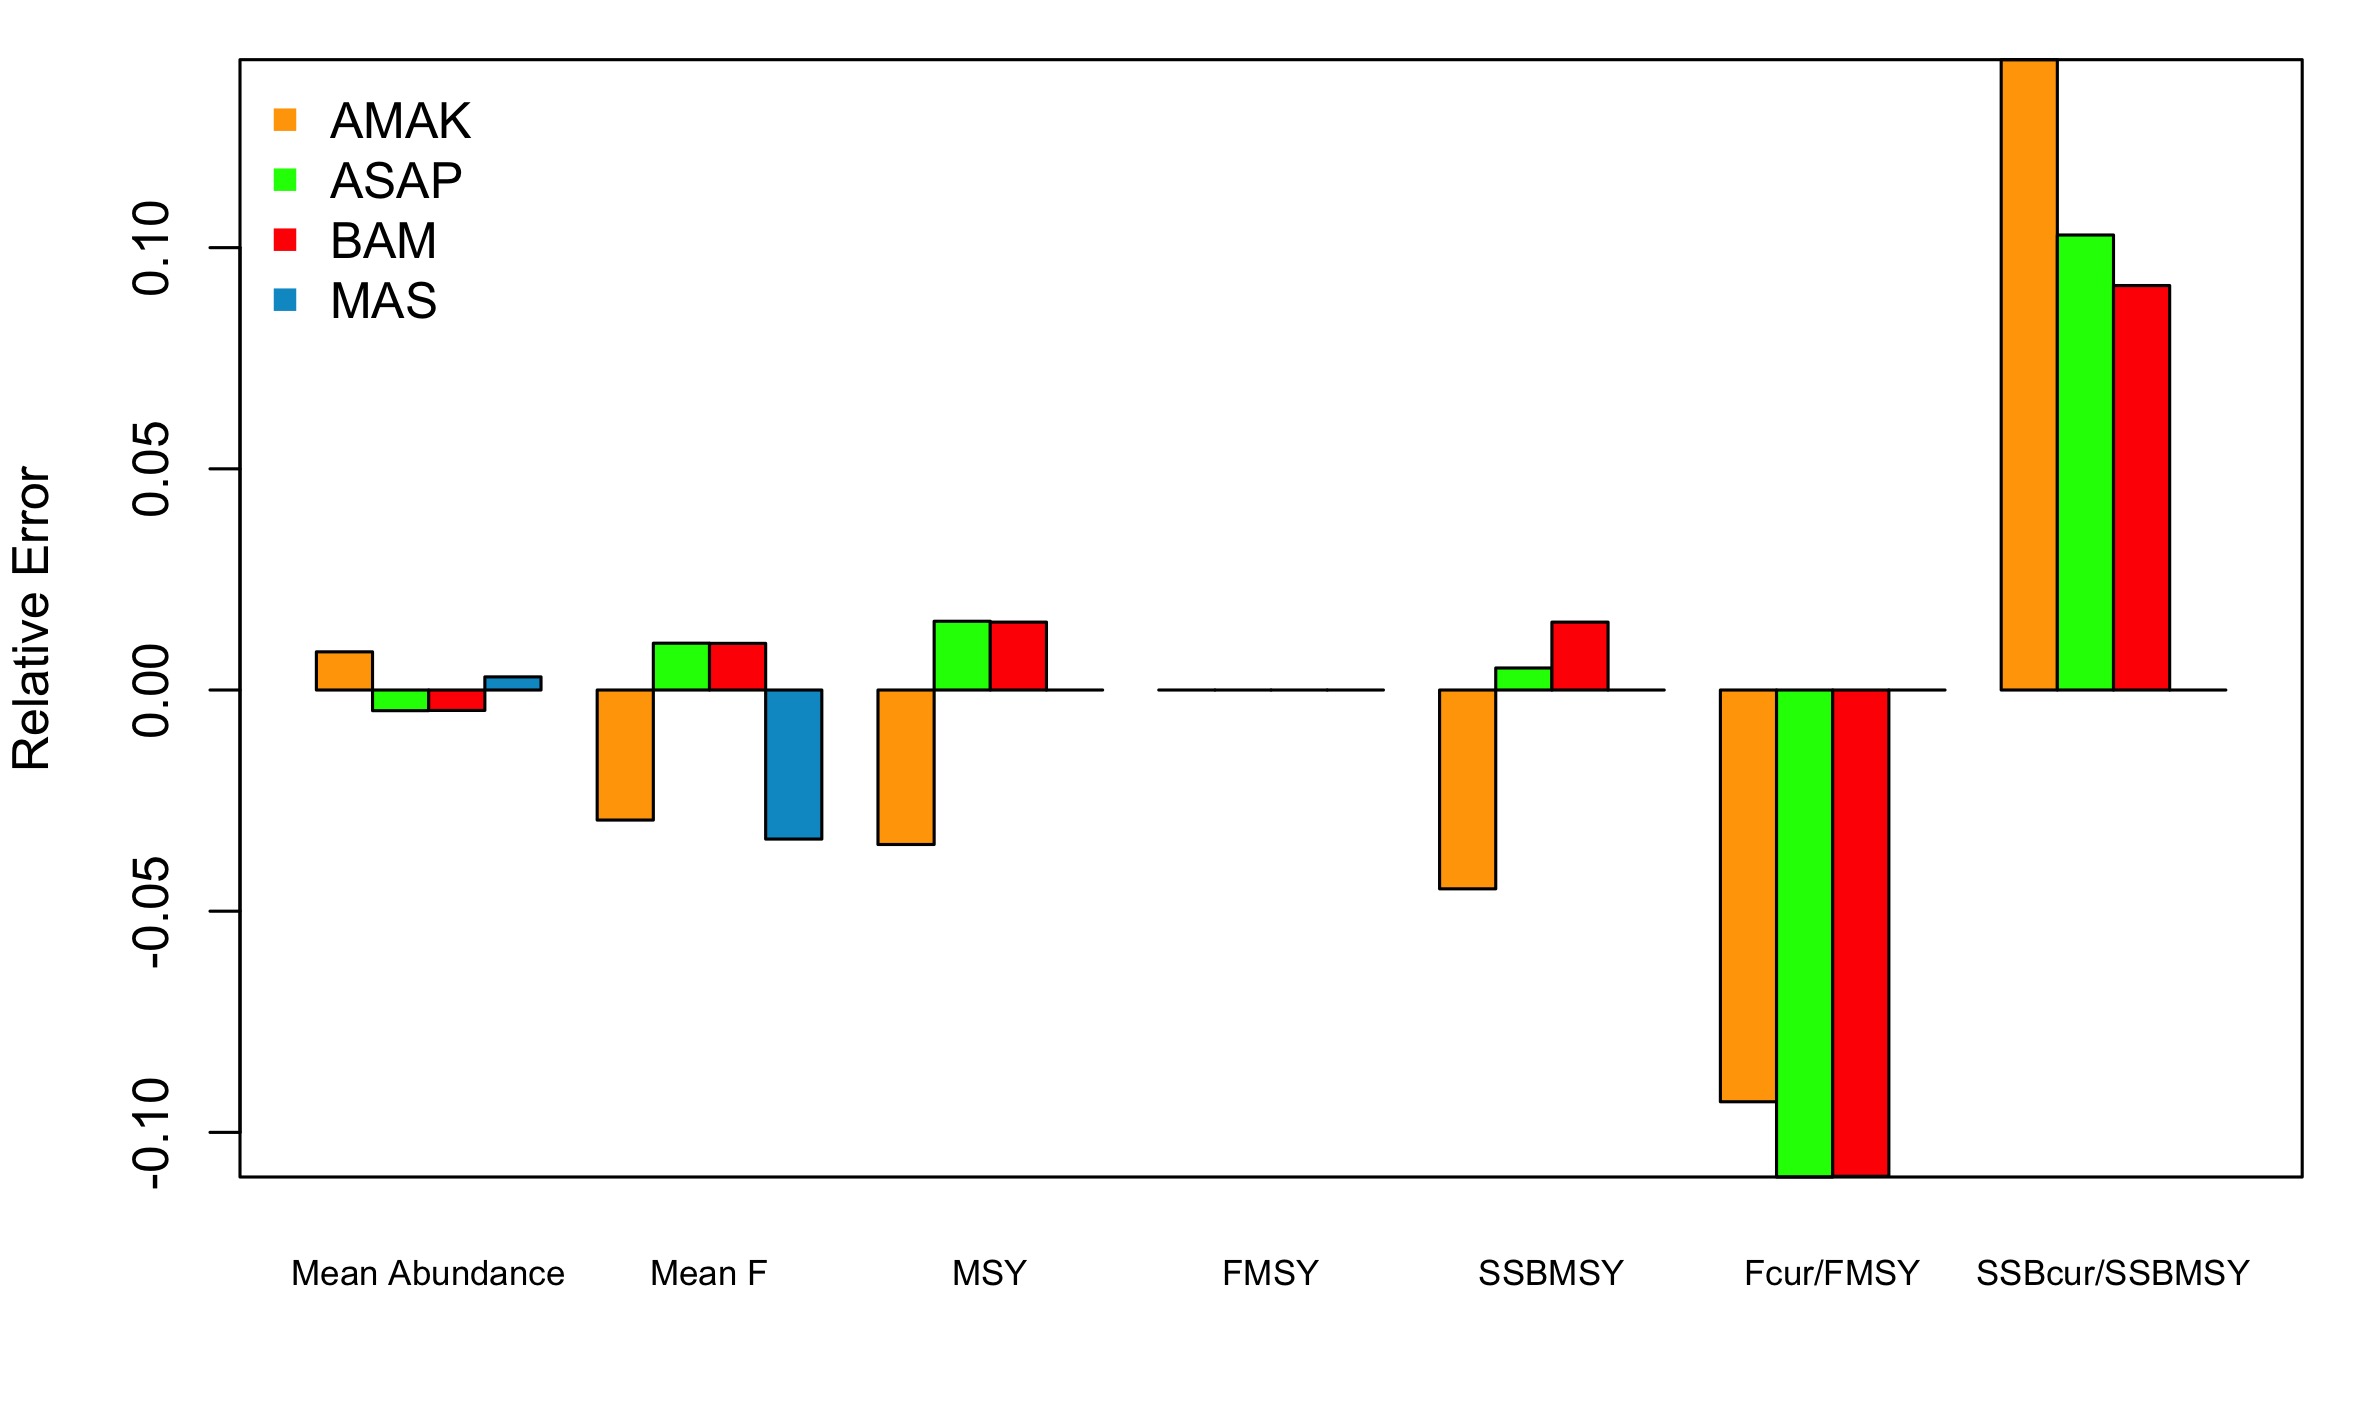 AMAK
ASAP
BAM
MAS
Relative Error
0.10
0.05
0.00
-0.05
-0.10
Mean Abundance Mean F MSY FMSY SSBMSY Fcur/FMSY SSBcur/SSBMSY